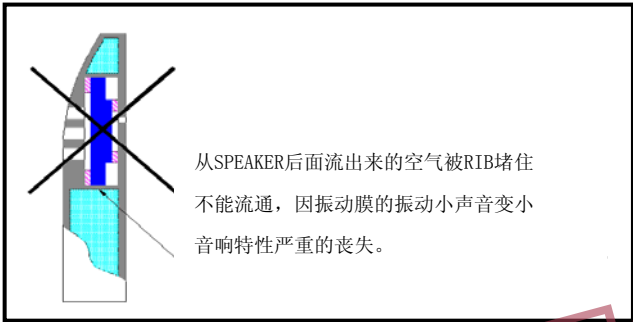 从SPEAKER后面流出来的空气被RIB堵住
不能流通，因振动膜的振动小声音变小
音响特性严重的丧失。